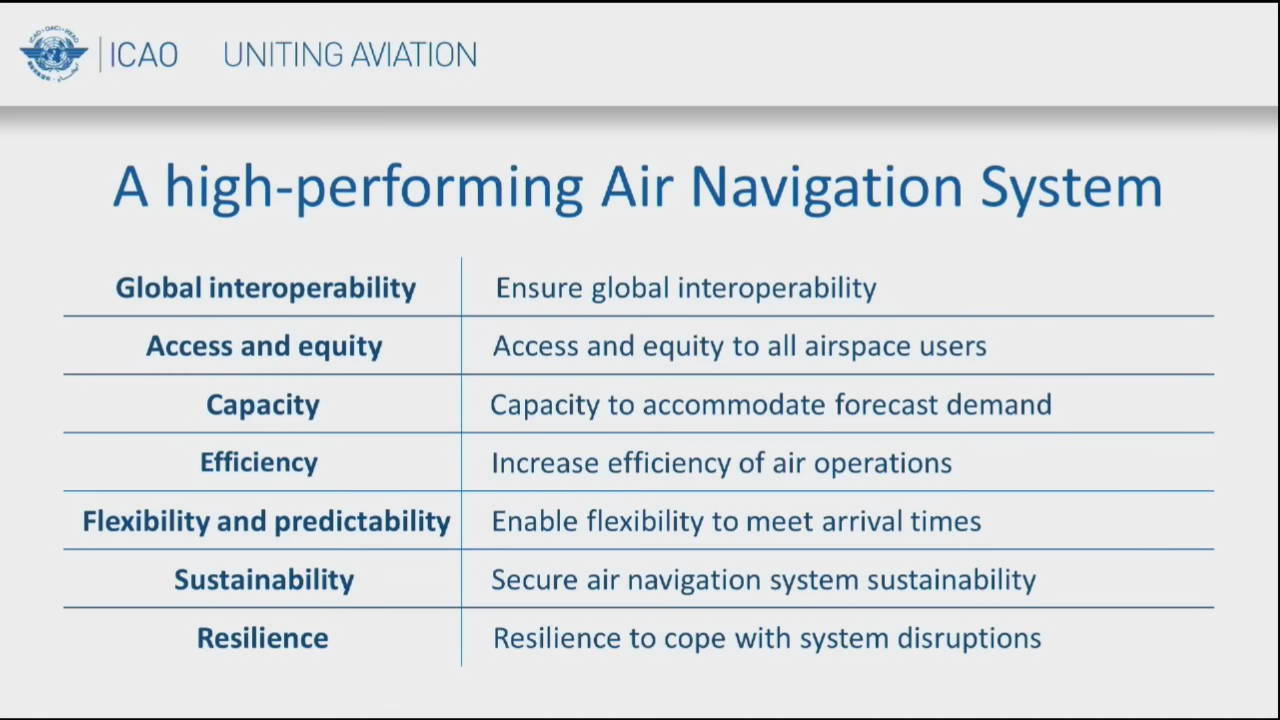 ICAO UNITING AVIATION
A high-performing Air Navigation System
Global interoperability Ensure global interoperability
Access and equity Access and equity to all airspace users
Capacity Capacity to accommodate forecast demand
Efficiency Increase efficiency of air operations
Flexibility and predictability Enable flexibility to meet arrival times
Sustainability Secure air navigation system sustainability
Resilience Resilience to cope with system disruptions